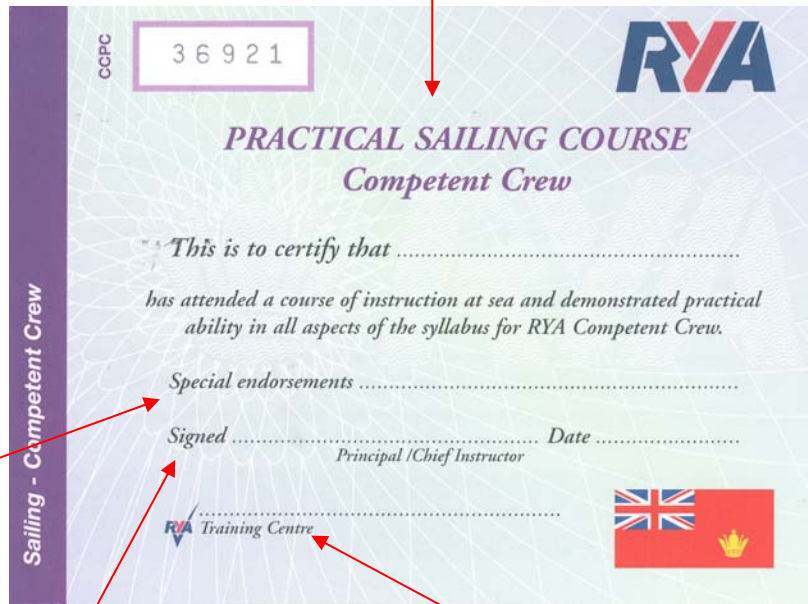 CCPC
36921
RYA
PRACTICAL SAILING COURSE
Competent Crew
This is to certify that ..........................................................
has attended a course of instruction at sea and demonstrated practical
ability in all aspects of the syllabus for RYA Competent Crew.
Special endorsements .................................................................
Signed .................................................... Date .........................
Principal /Chief Instructor
.............................................................
RYA Training Centre
Sailing - Competent Crew